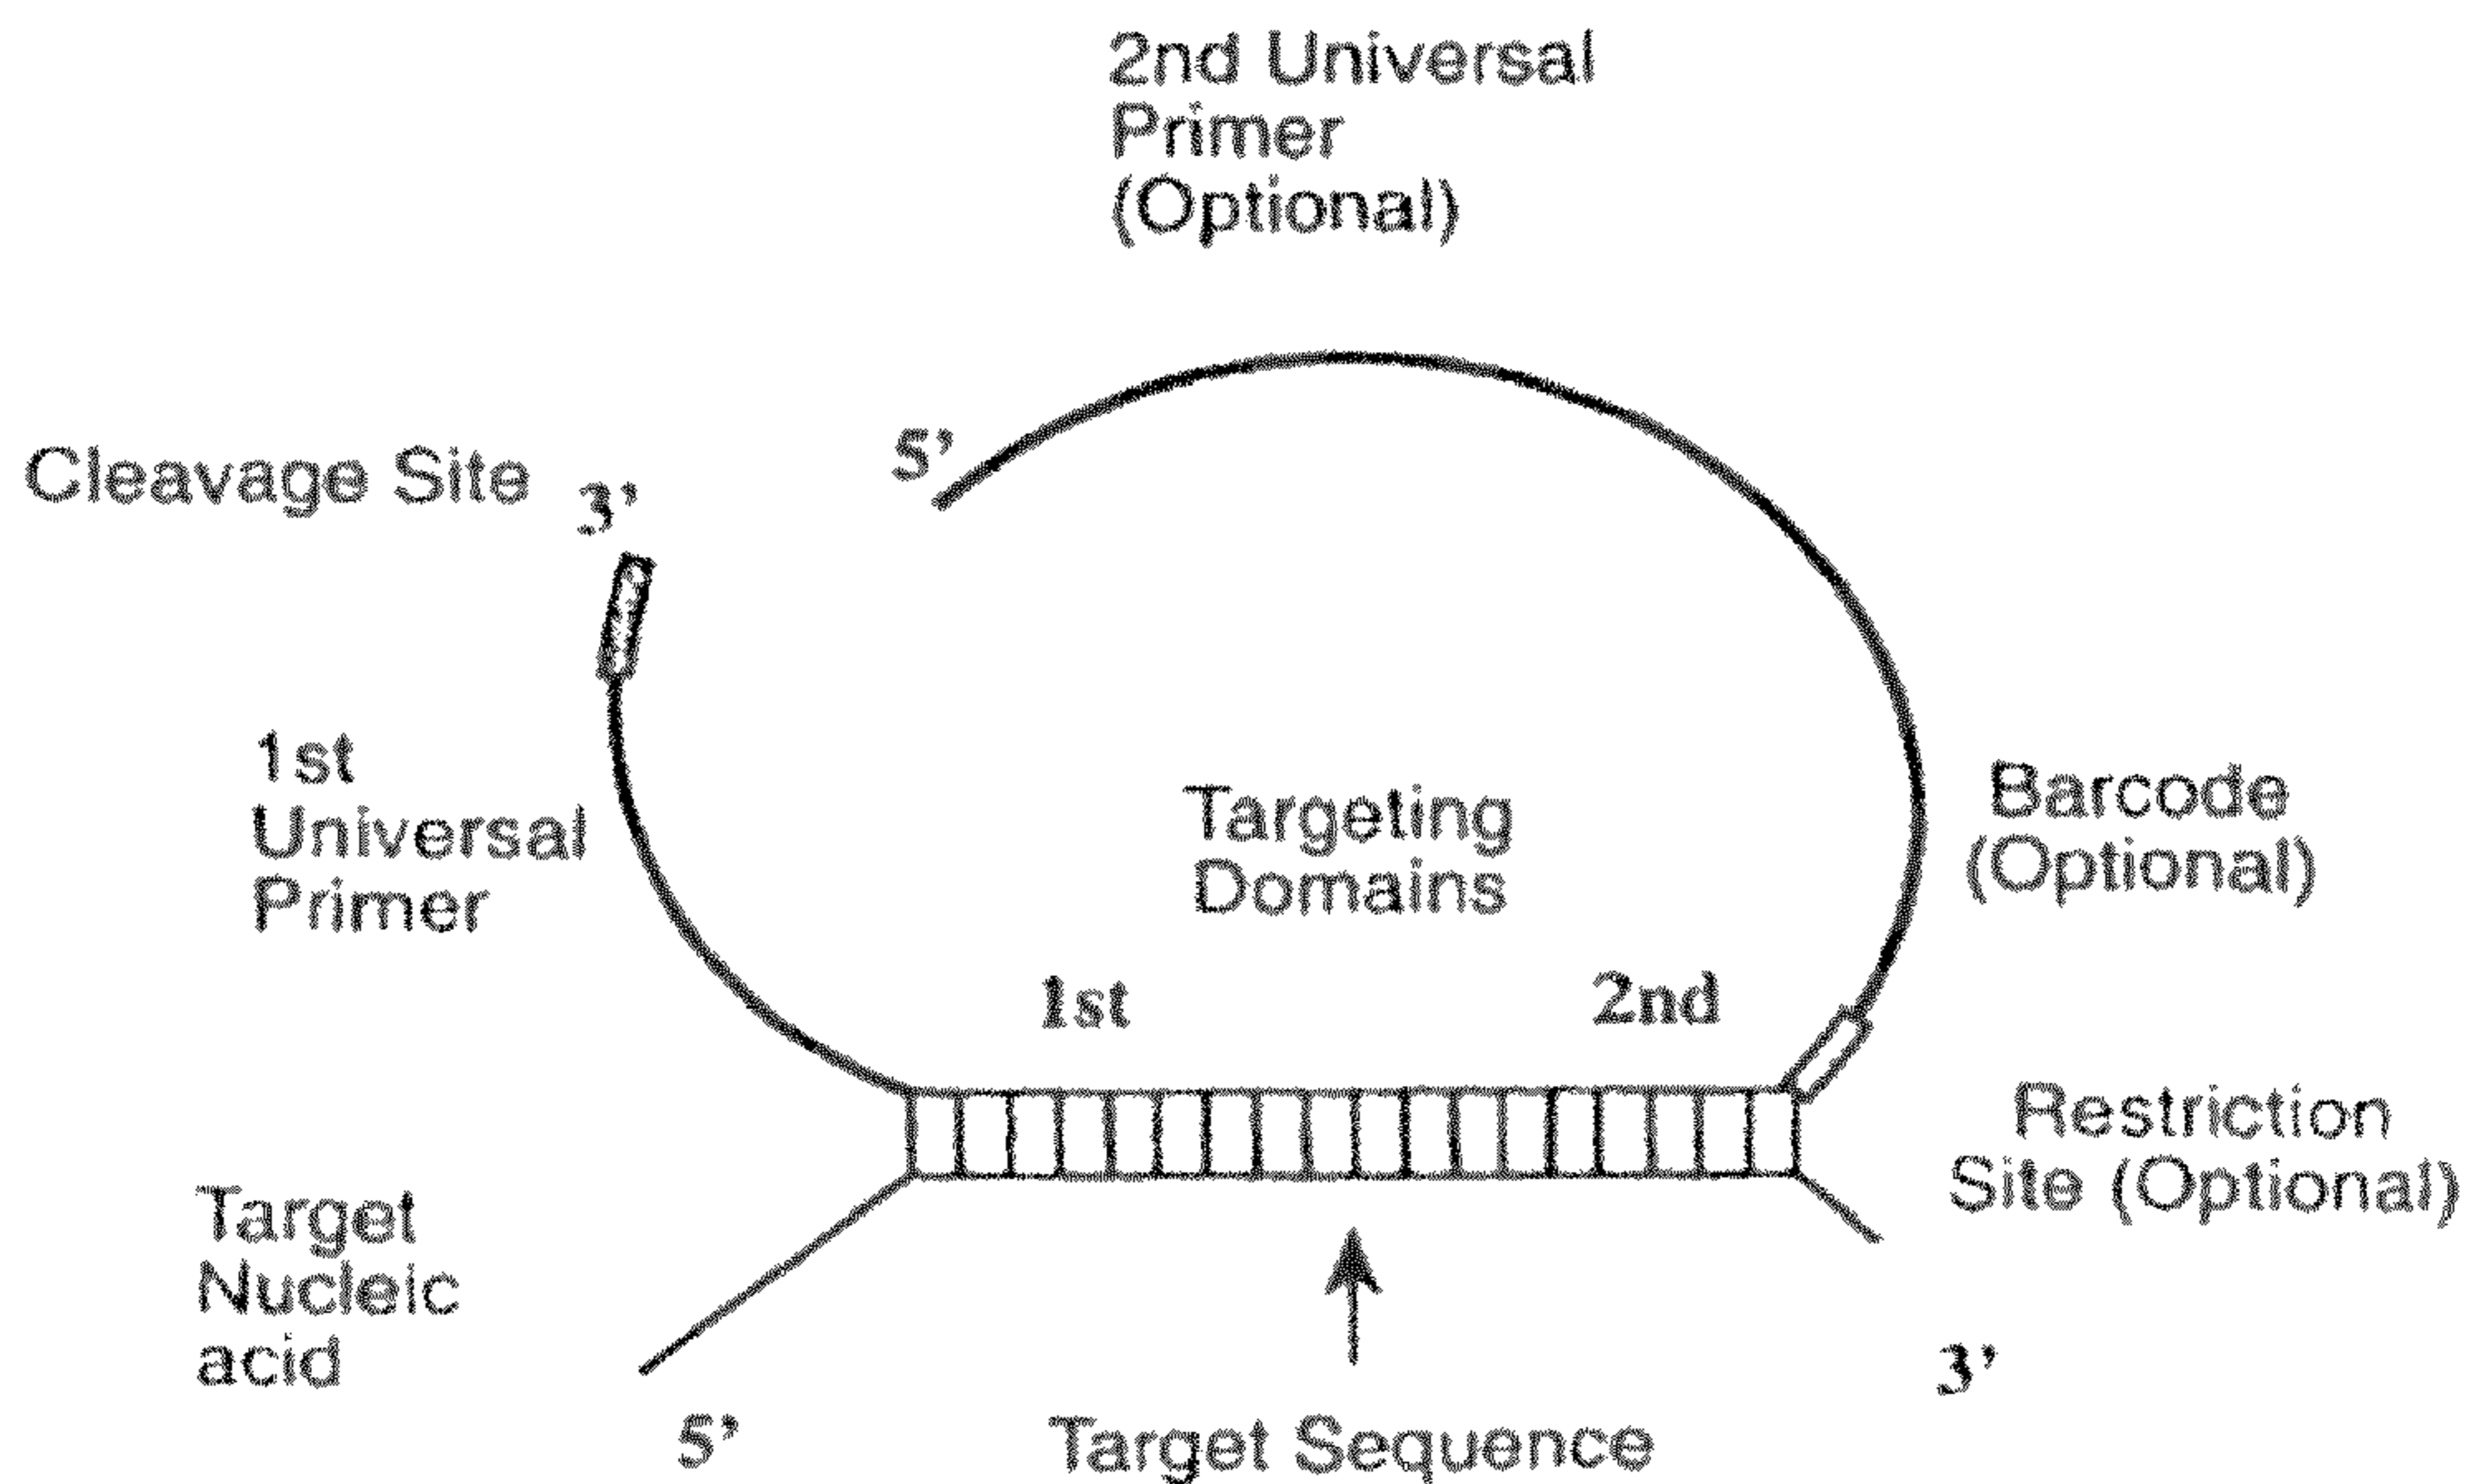 2nd Universal
Primer
(Optional)
5’
Cleavage Site
3’
1st
Universal
Primer
Targeting
Domains
Barcode
(Optional)
1st
2nd
Restriction
Site (Optional)
Target
Nucleic
acid
3’
5’
Target Sequence